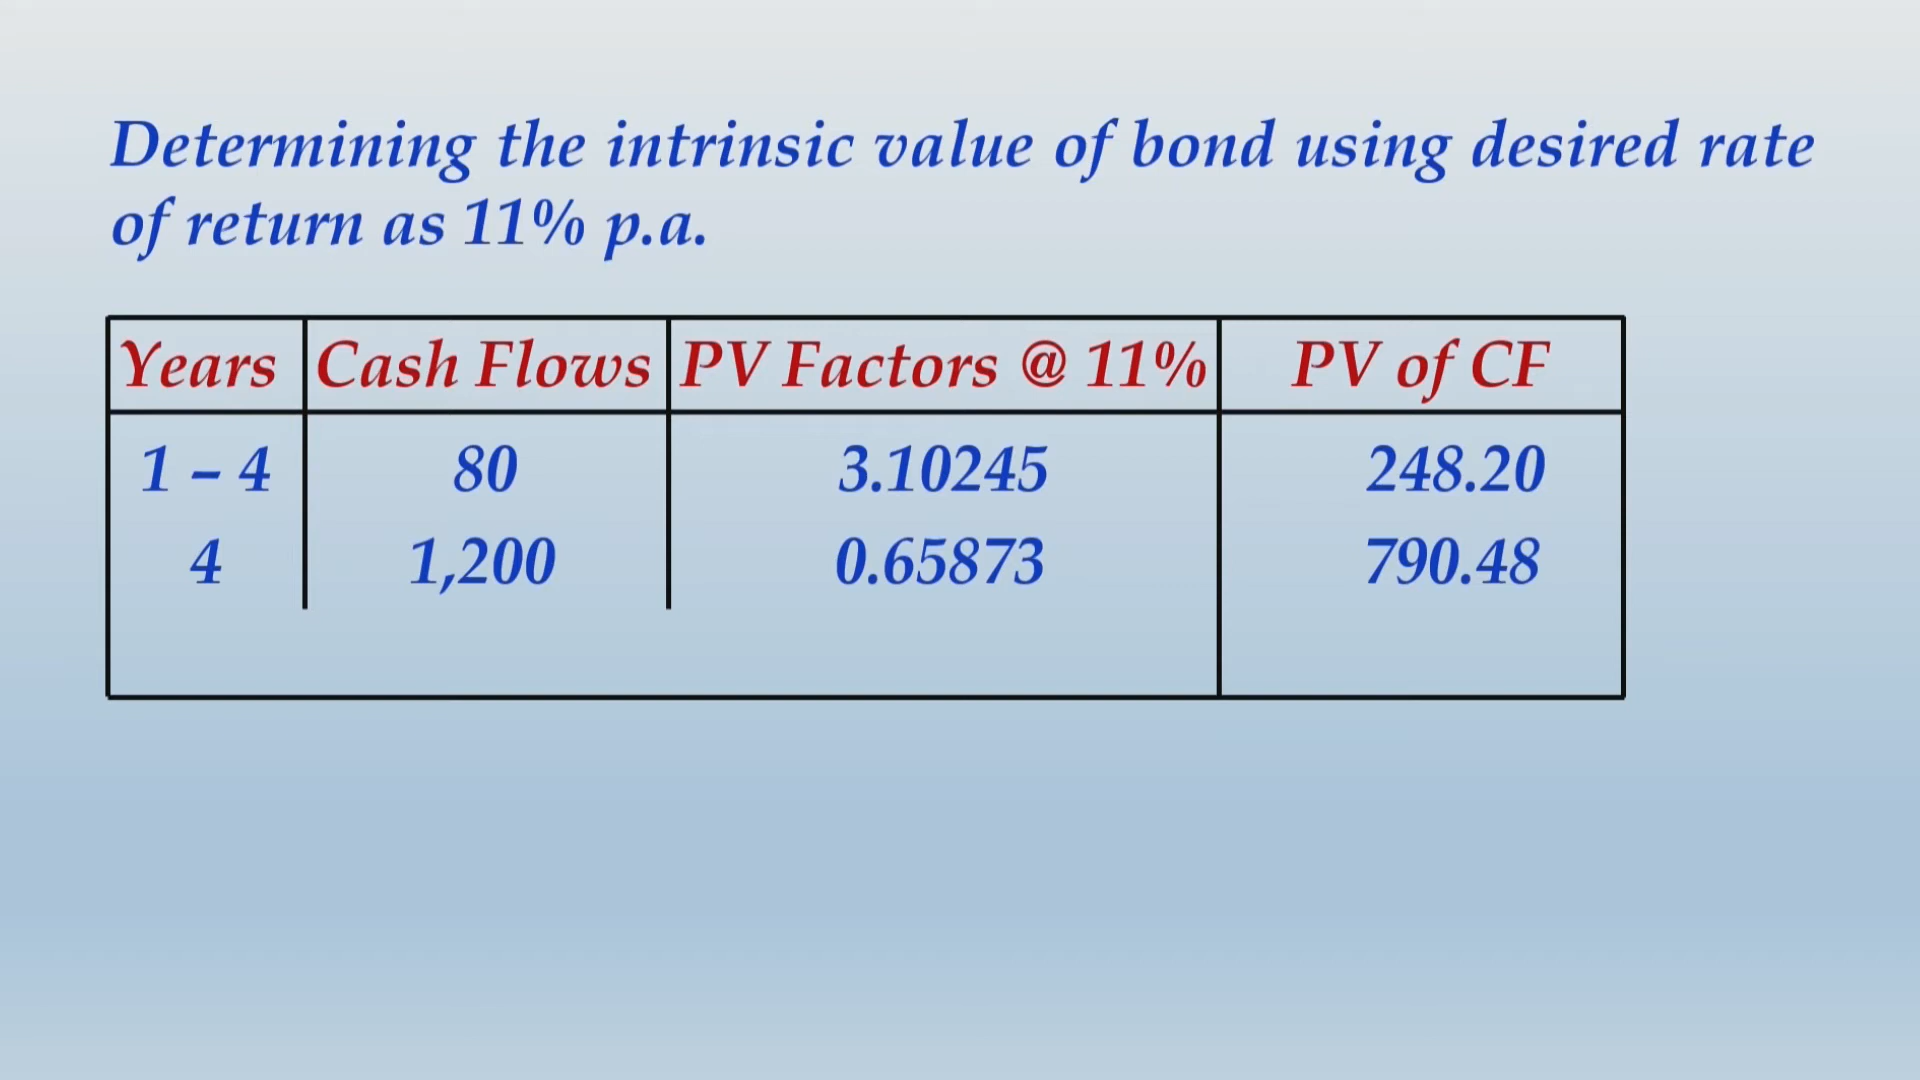 Determining the intrinsic value of bond using desired rate
of return as 11% p.a.
Years Cash Flows PV Factors @ 11% PV of CF
1 – 4 80 3.10245 248.20
4 1,200 0.65873 790.48